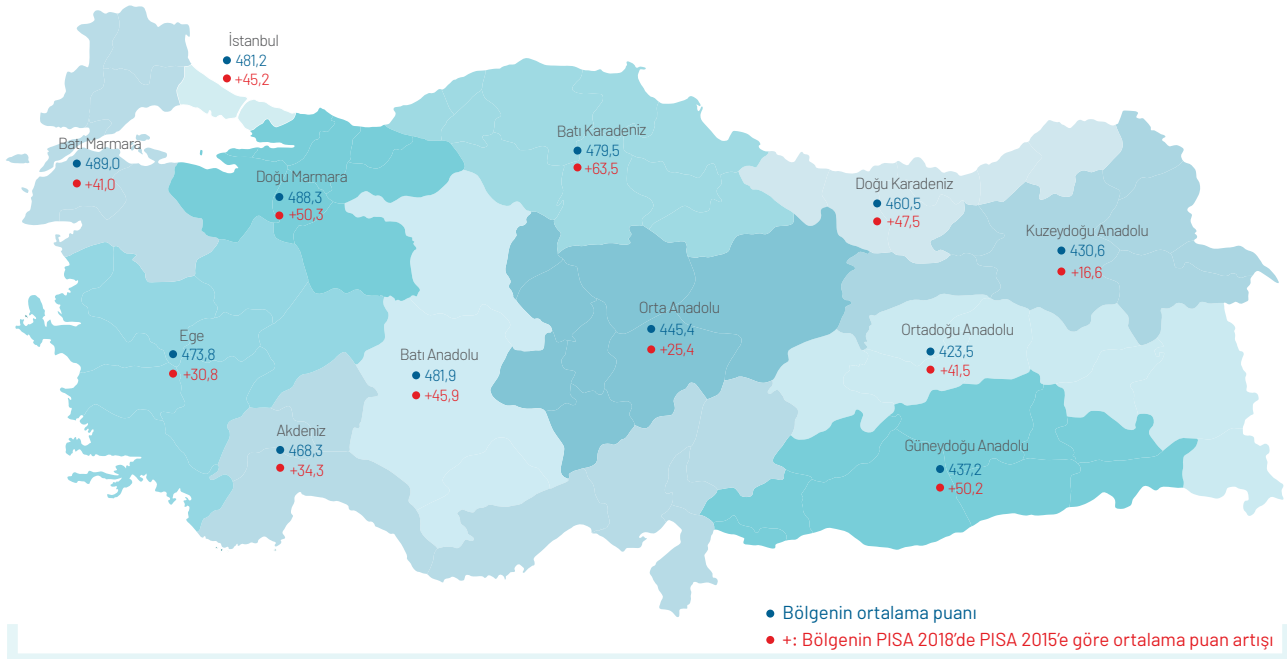 İstanbul
481,2
+45,2
Batı Marmara
489,0
+41,0
Doğu Marmara
488,3
+50,3
Batı Karadeniz
479,5
+63,5
Doğu Karadeniz
460,5
+47,5
Kuzeydoğu Anadolu
430,6
+16,6
Orta Anadolu
445,4
+25,4
Ortadoğu Anadolu
423,5
+41,5
Ege
473,8
+30,8
Batı Anadolu
481,9
+45,9
Akdeniz
468,3
+34,3
Güneydoğu Anadolu
437,2
+50,2
Bölgenin ortalama puanı
+: Bölgenin PISA 2018'de PISA 2015'e göre ortalama puan artışı